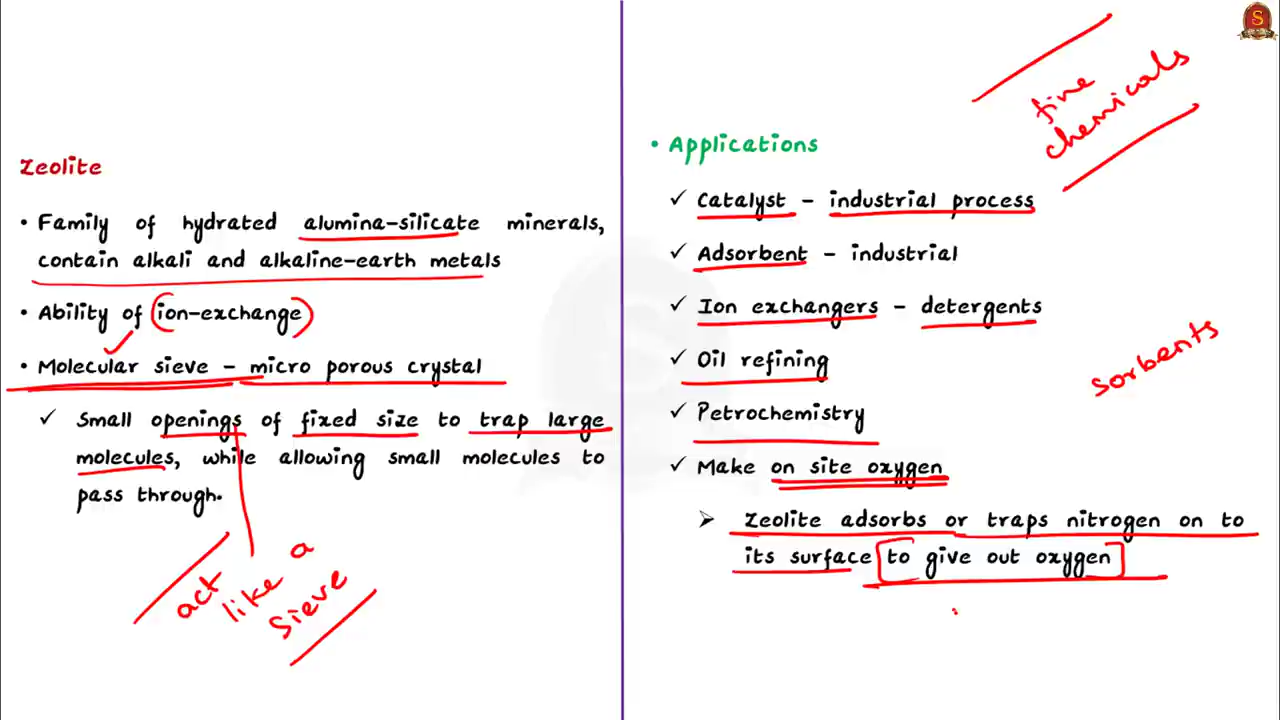 Zeolite
• Family of hydrated alumina-silicate minerals,
contain alkali and alkaline-earth metals
• Ability of (ion-exchange)
• Molecular sieve – micro porous crystal
✓ Small openings of fixed size to trap large
molecules, while allowing small molecules to
pass through.
act
like a
sieve
fine
chemicals
• Applications
✓ Catalyst – industrial process
✓ Adsorbent – industrial
✓ Ion exchangers – detergents
✓ Oil refining
✓ Petrochemistry
✓ Make on site oxygen
➢ Zeolite adsorbs or traps nitrogen on to
its surface [to give out oxygen]
sorbents
S